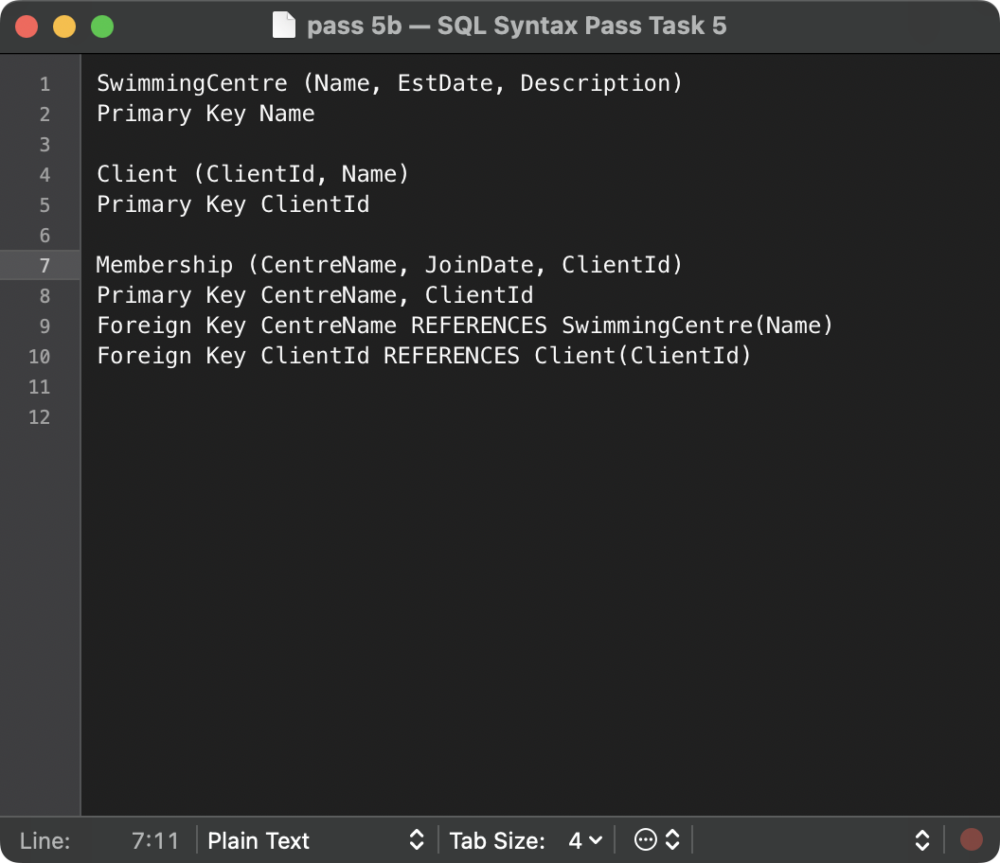 pass 5b — SQL Syntax Pass Task 5
1 SwimmingCentre (Name, EstDate, Description)
2 Primary Key Name
3
4 Client (ClientId, Name)
5 Primary Key ClientId
6
7 Membership (CentreName, JoinDate, ClientId)
8 Primary Key CentreName, ClientId
9 Foreign Key CentreName REFERENCES SwimmingCentre(Name)
10 Foreign Key ClientId REFERENCES Client(ClientId)
11
12
Line: 7:11 Plain Text Tab Size: 4